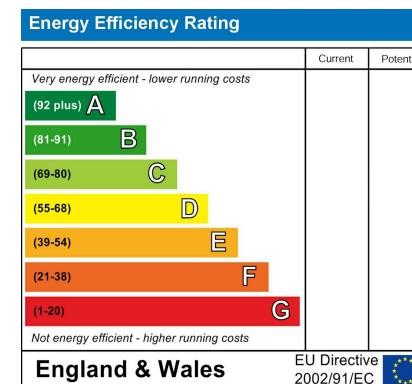 Energy Efficiency Rating
Current Potent
Very energy efficient - lower running costs
(92 plus) A
(81-91) B
(69-80) C
(55-68) D
(39-54) E
(21-38) F
(1-20) G
Not energy efficient - higher running costs
England & Wales
EU Directive
2002/91/EC